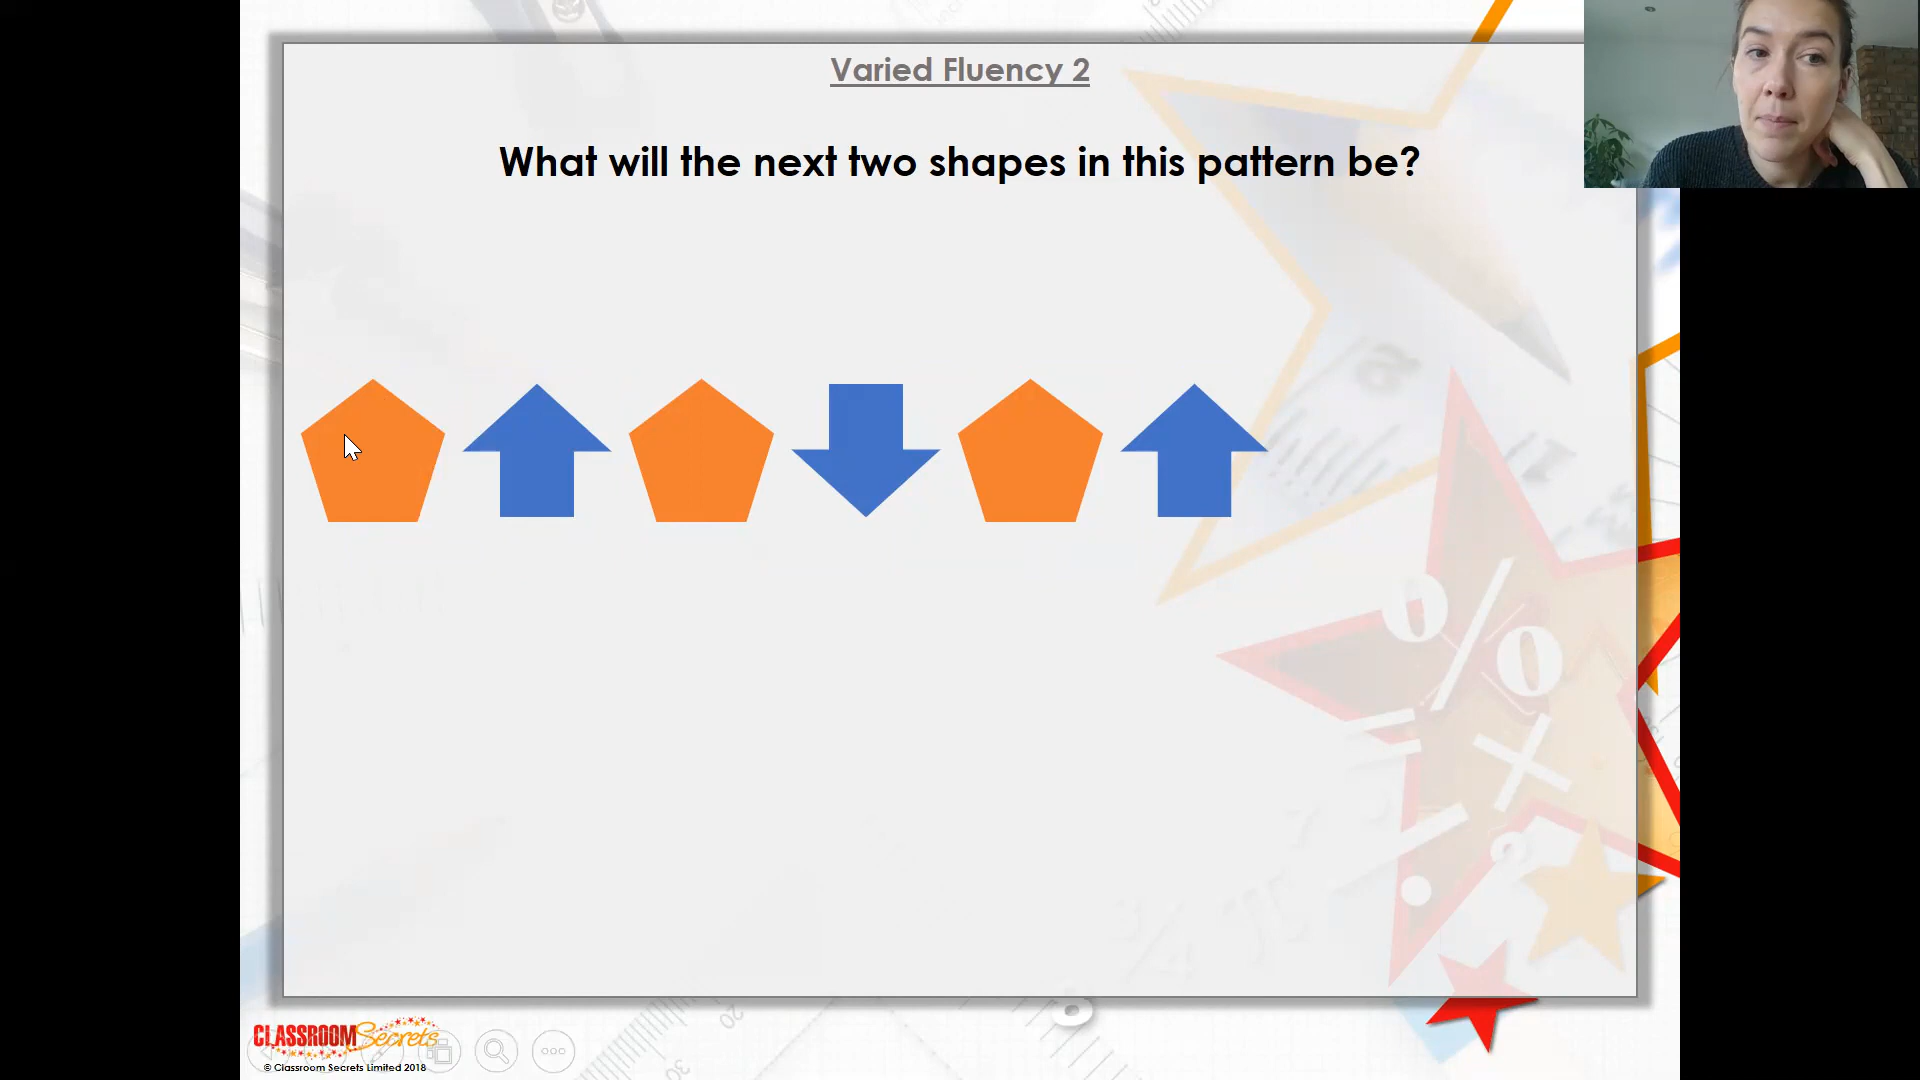 Varied Fluency 2
What will the next two shapes in this pattern be?
CLASSROOM Secrets
© Classroom Secrets Limited 2018